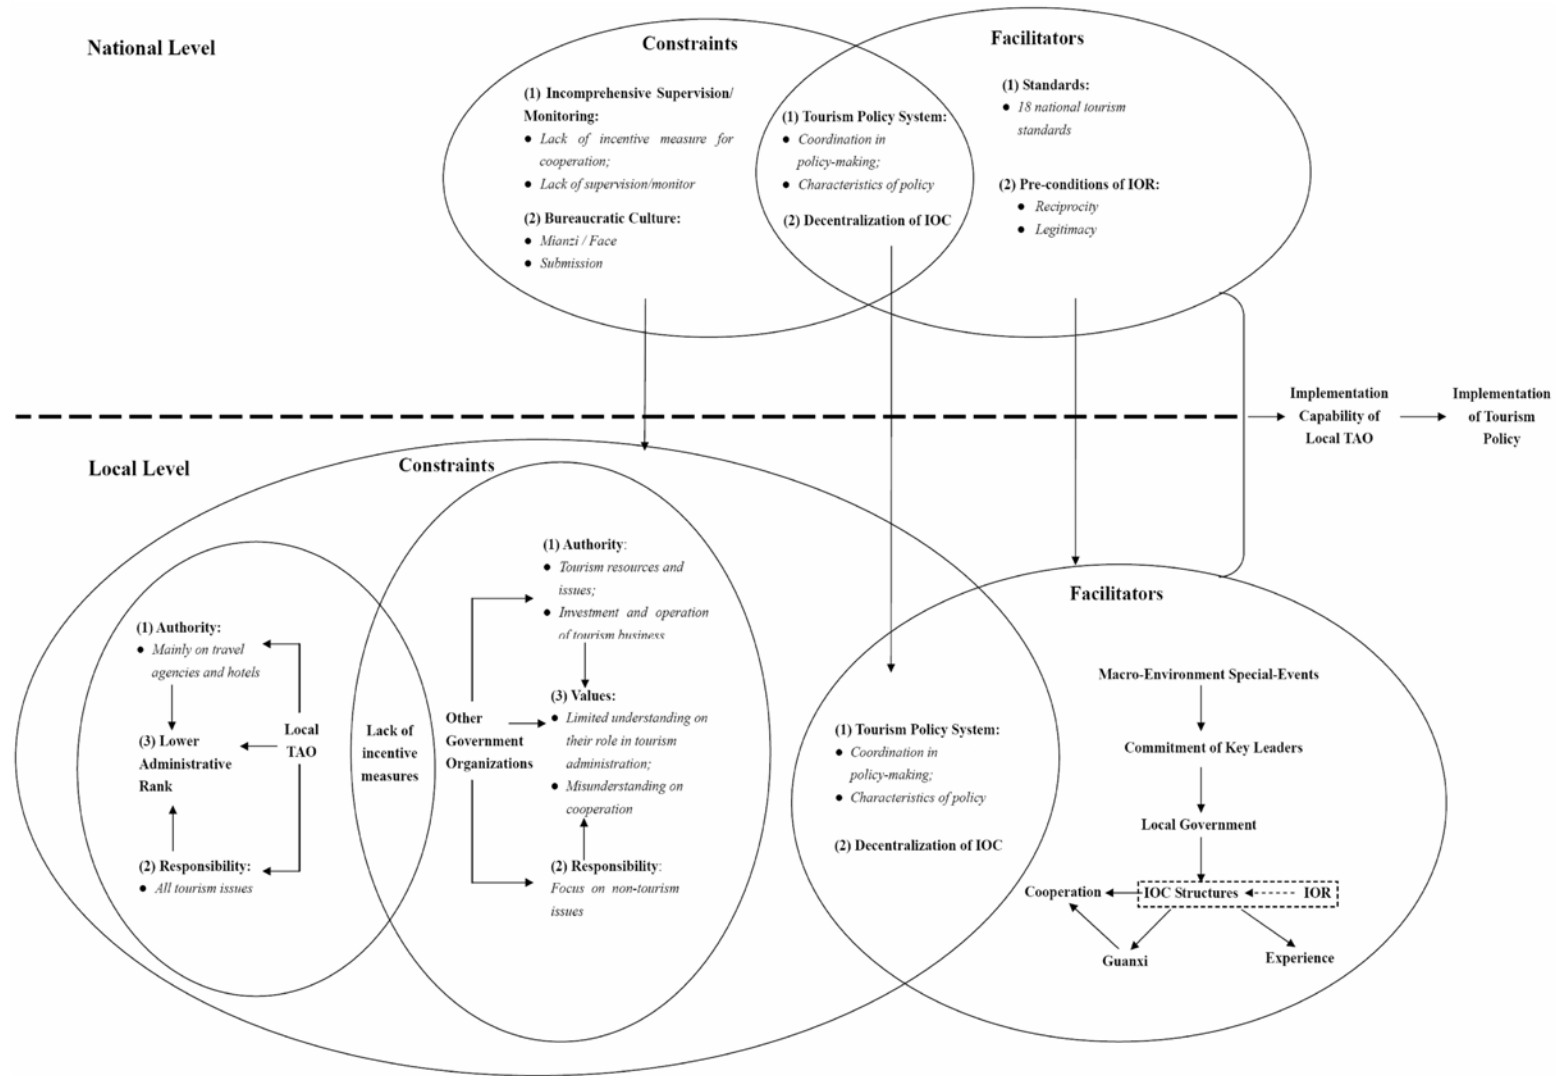 National Level
Constraints
(1) Incomprehensive Supervision/
Monitoring:
● Lack of incentive measure for
cooperation;
● Lack of supervision/monitor
(2) Bureaucratic Culture:
● Mianzi / Face
● Submission
(1) Tourism Policy System:
● Coordination in
policy-making;
● Characteristics of policy
(2) Decentralization of IOC
Facilitators
(1) Standards:
● 18 national tourism
standards
(2) Pre-conditions of IOR:
● Reciprocity
● Legitimacy
Implementation
Capability of
Local TAO
Implementation
of Tourism
Policy
Local Level
Constraints
(1) Authority:
● Mainly on travel
agencies and hotels
(3) Lower
Administrative
Rank
(2) Responsibility:
● All tourism issues
Local
TAO
Lack of
incentive
measures
Other
Government
Organizations
(1) Authority:
● Tourism resources and
issues;
● Investment and operation
of tourism business
(3) Values:
● Limited understanding on
their role in tourism
administration;
● Misunderstanding on
cooperation
(2) Responsibility:
Focus on non-tourism
issues
(1) Tourism Policy System:
● Coordination in
policy-making;
● Characteristics of policy
(2) Decentralization of IOC
Facilitators
Macro-Environment Special-Events
Commitment of Key Leaders
Local Government
Cooperation
IOC Structures
IOR
Guanxi
Experience